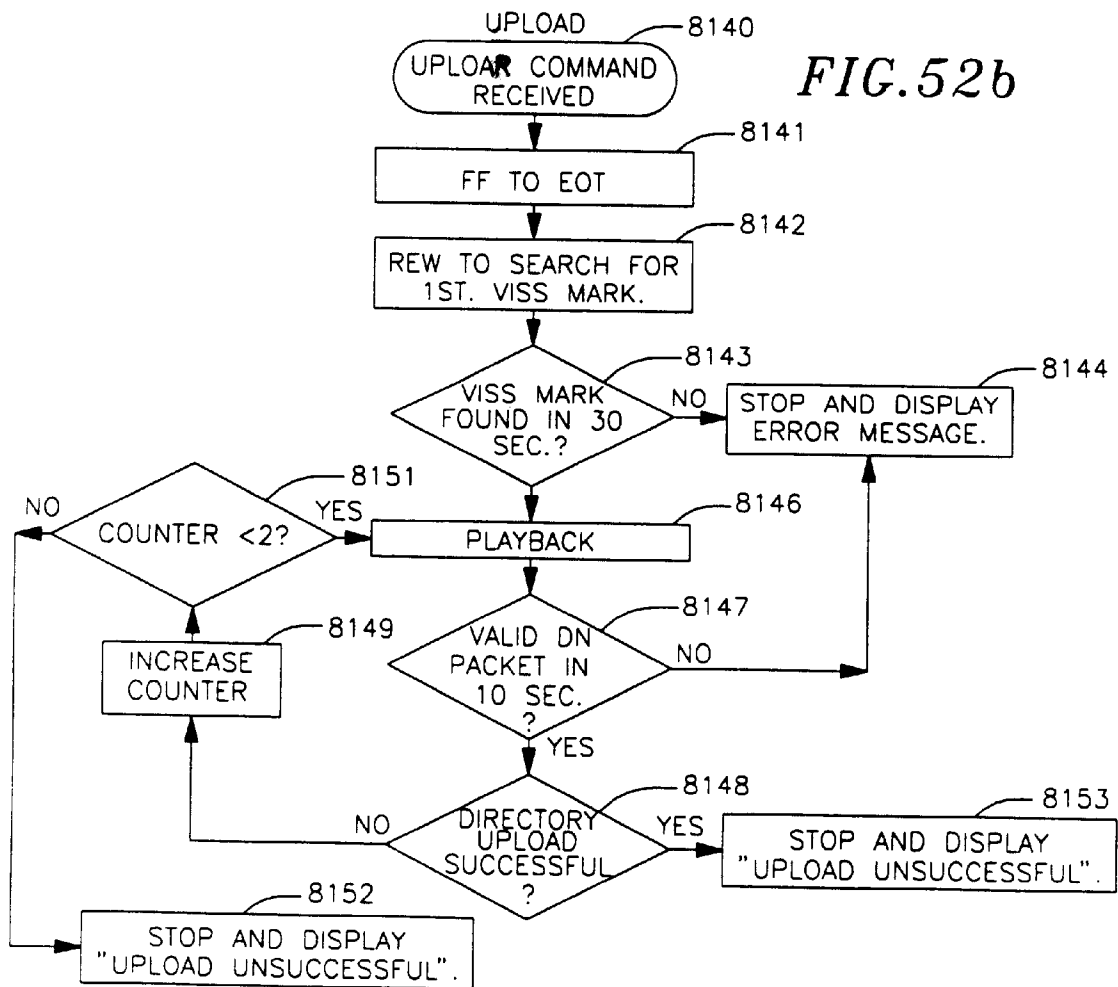 UPLOAD
8140
UPLOAR COMMAND
RECEIVED
FIG.52b
8141
FF TO EOT
8142
REW TO SEARCH FOR
1ST. VISS MARK.
8143
VISS MARK
FOUND IN 30
SEC.?
NO
8144
STOP AND DISPLAY
ERROR MESSAGE.
8151
NO
COUNTER <2?
YES
8146
PLAYBACK
8147
VALID DN
PACKET IN
10 SEC.
?
NO
YES
8149
INCREASE
COUNTER
8148
DIRECTORY
UPLOAD
SUCCESSFUL
?
NO
YES
8153
STOP AND DISPLAY
"UPLOAD UNSUCCESSFUL".
8152
STOP AND DISPLAY
"UPLOAD UNSUCCESSFUL".